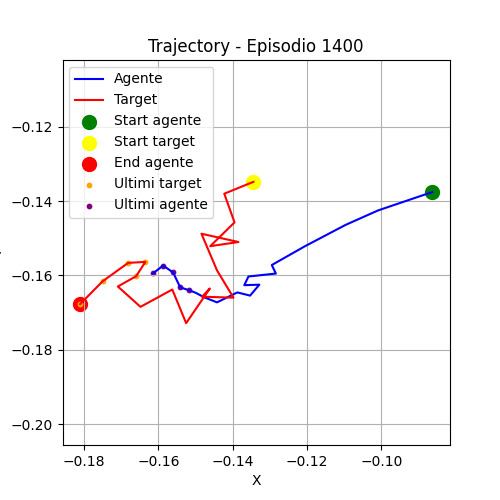 Trajectory - Episodio 1400
Agente
Target
Start agente
Start target
End agente
Ultimi target
Ultimi agente
−0.12
−0.14
−0.16
−0.18
−0.20
−0.18
−0.16
−0.14
−0.12
−0.10
X